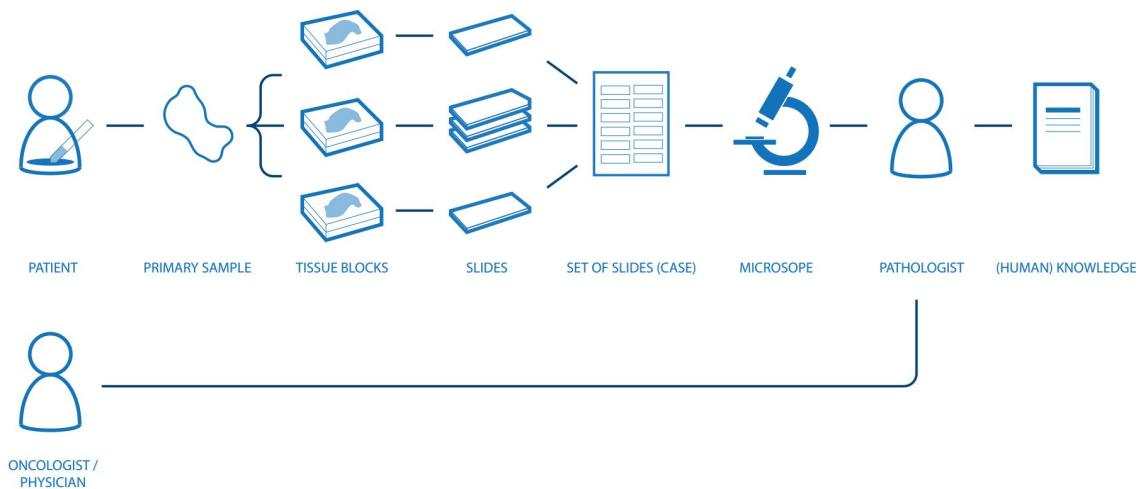 PATIENT
PRIMARY SAMPLE
TISSUE BLOCKS
SLIDES
SET OF SLIDES (CASE)
MICROSOPE
PATHOLOGIST
(HUMAN) KNOWLEDGE
ONCOLOGIST /
PHYSICIAN